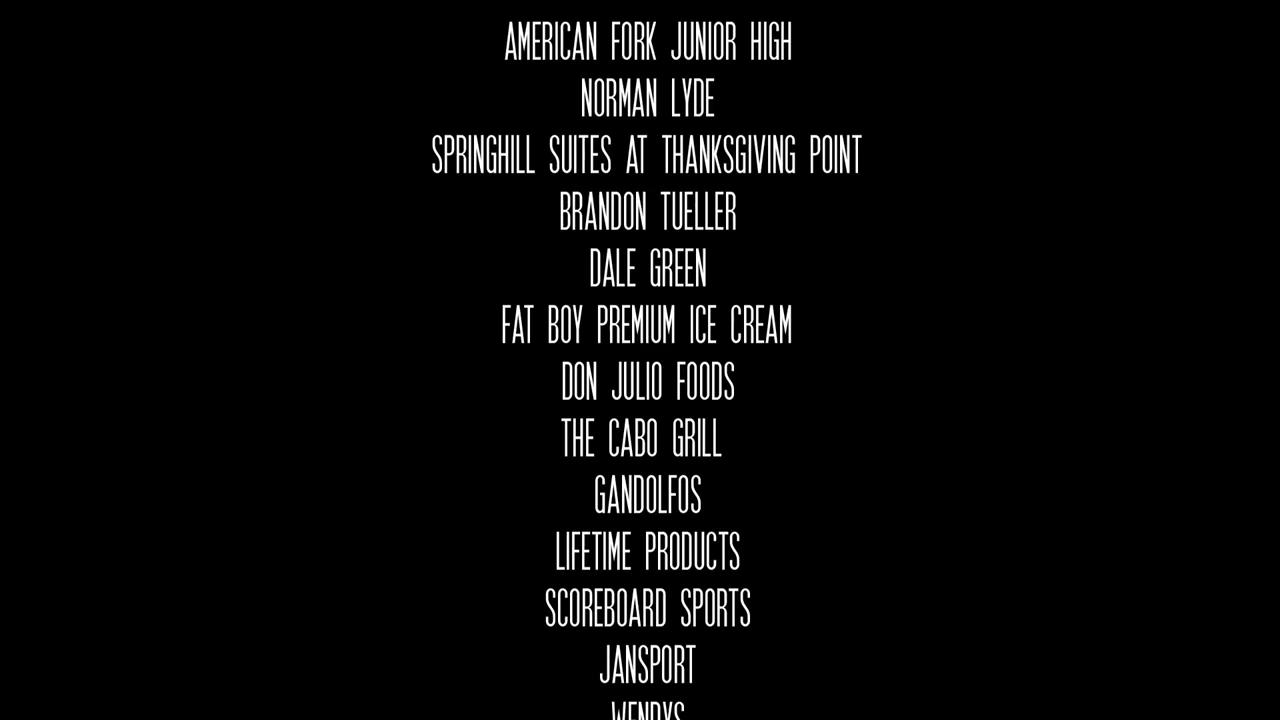 AMERICAN FORK JUNIOR HIGH
NORMAN LYDE
SPRINGHILL SUITES AT THANKSGIVING POINT
BRANDON TUELLER
DALE GREEN
FAT BOY PREMIUM ICE CREAM
DON JULIO FOODS
THE CABO GRILL
GANDOLFOS
LIFETIME PRODUCTS
SCOREBOARD SPORTS
JANSPORT
WENDYS